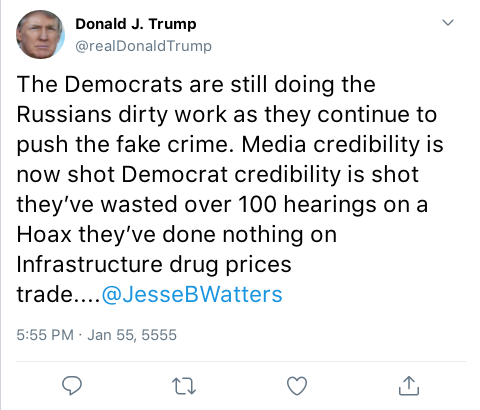 Donald J. Trump
@realDonaldTrump
The Democrats are still doing the
Russians dirty work as they continue to
push the fake crime. Media credibility is
now shot Democrat credibility is shot
they’ve wasted over 100 hearings on a
Hoax they’ve done nothing on
Infrastructure drug prices
trade....@JesseBWatters
5:55 PM · Jan 55, 5555